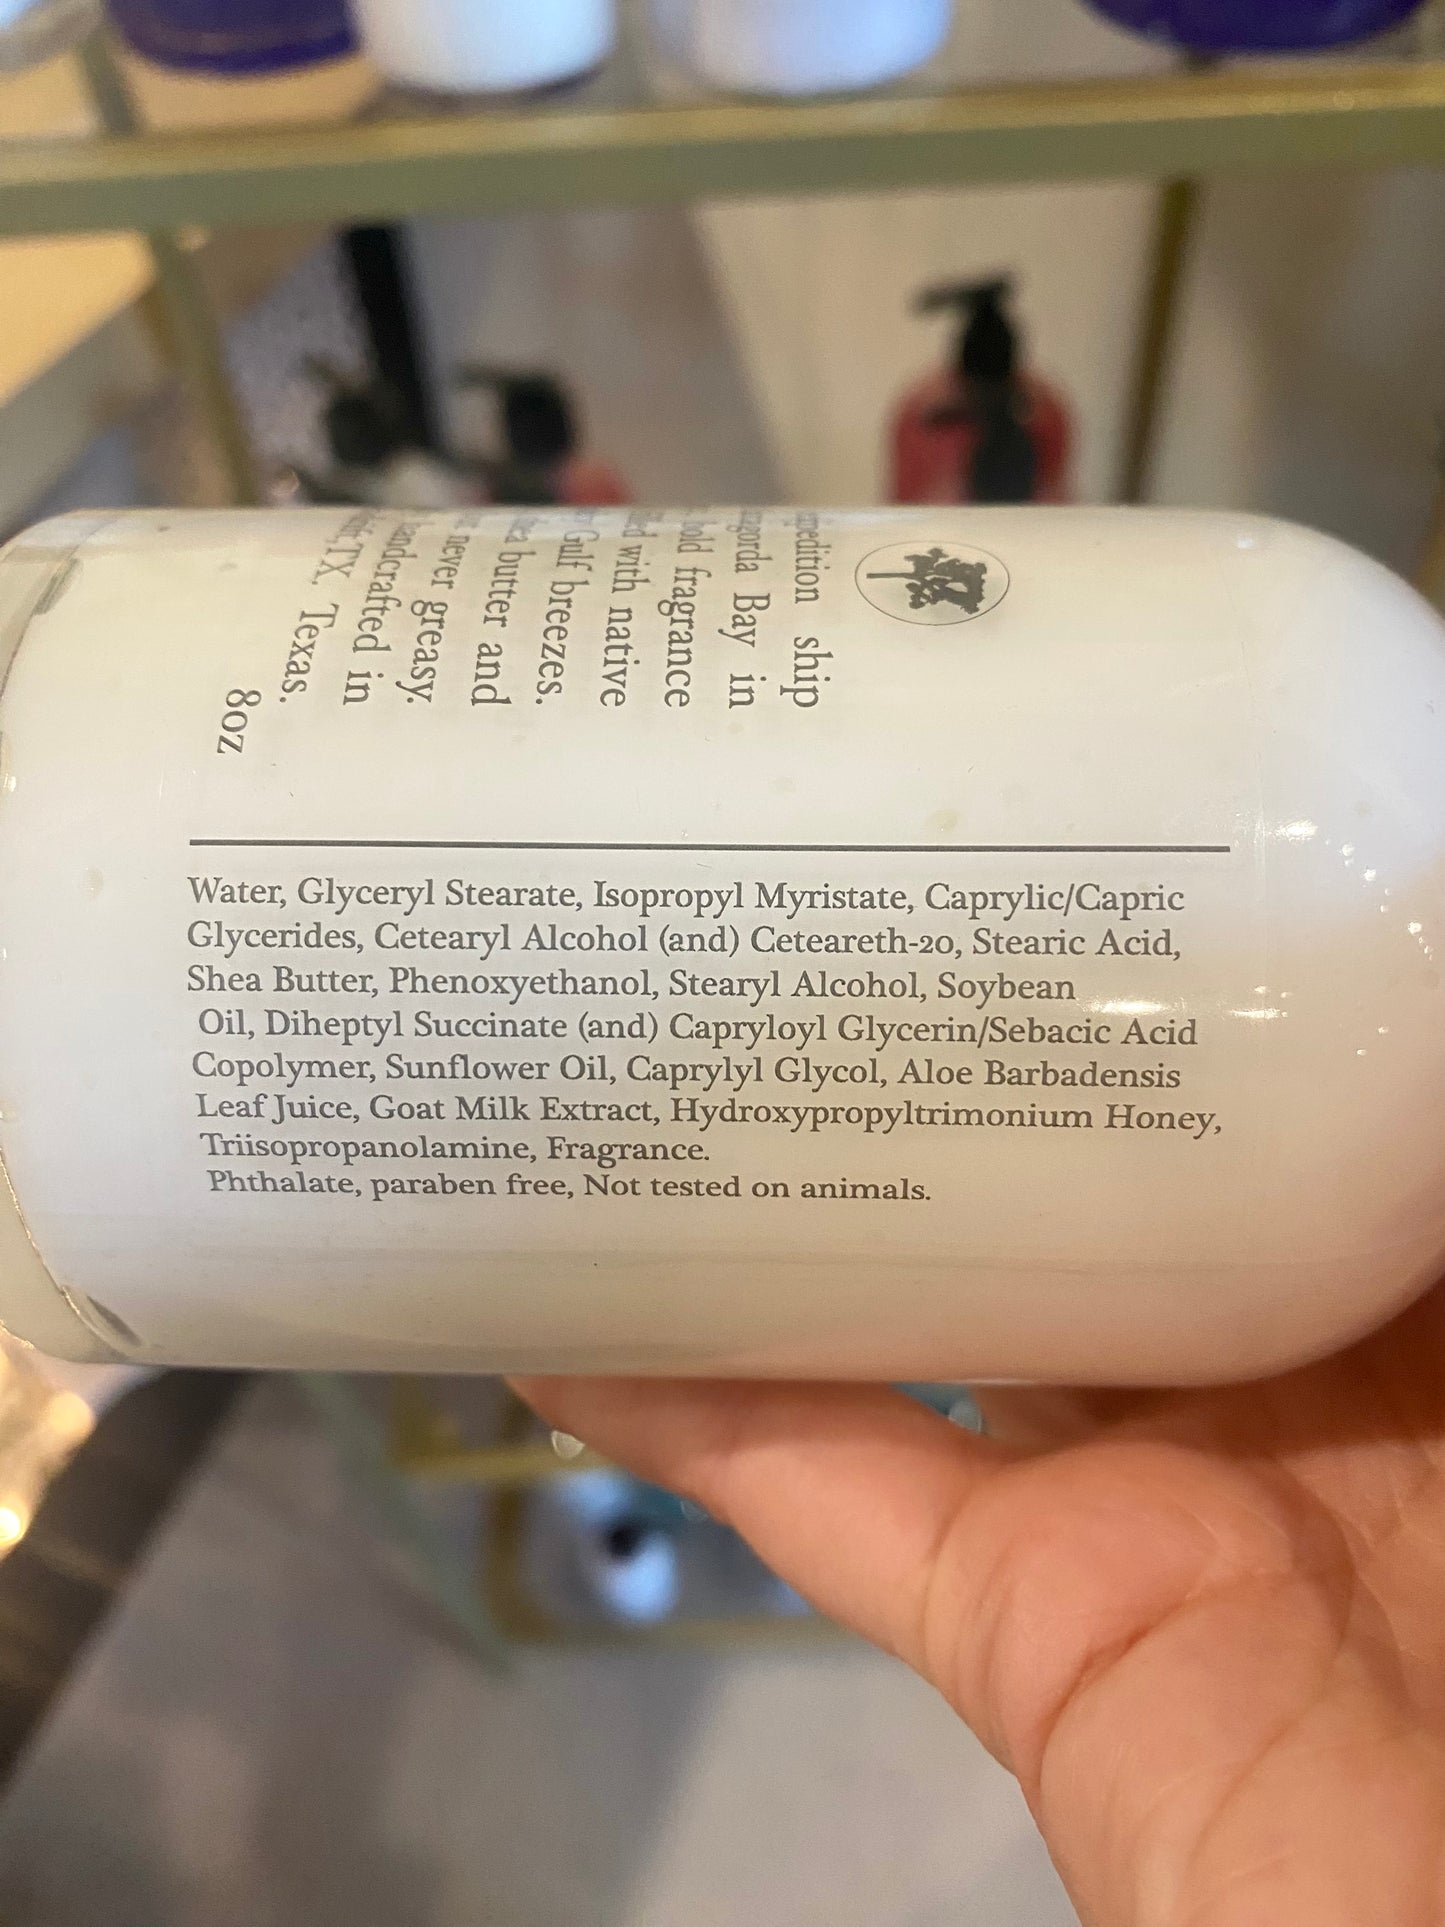 expedition ship
Bay in
bold fragrance
with native
Gulf breezes.
butter and
never greasy.
handcrafted in
TX, Texas.
8oz
Water, Glyceryl Stearate, Isopropyl Myristate, Caprylic/Capric
Glycerides, Cetearyl Alcohol (and) Ceteareth-20, Stearic Acid,
Shea Butter, Phenoxyethanol, Stearyl Alcohol, Soybean
Oil, Diheptyl Succinate (and) Capryloyl Glycerin/Sebacic Acid
Copolymer, Sunflower Oil, Caprylyl Glycol, Aloe Barbadensis
Leaf Juice, Goat Milk Extract, Hydroxypropyltrimonium Honey,
Triisopropanolamine, Fragrance.
Phthalate, paraben free, Not tested on animals.